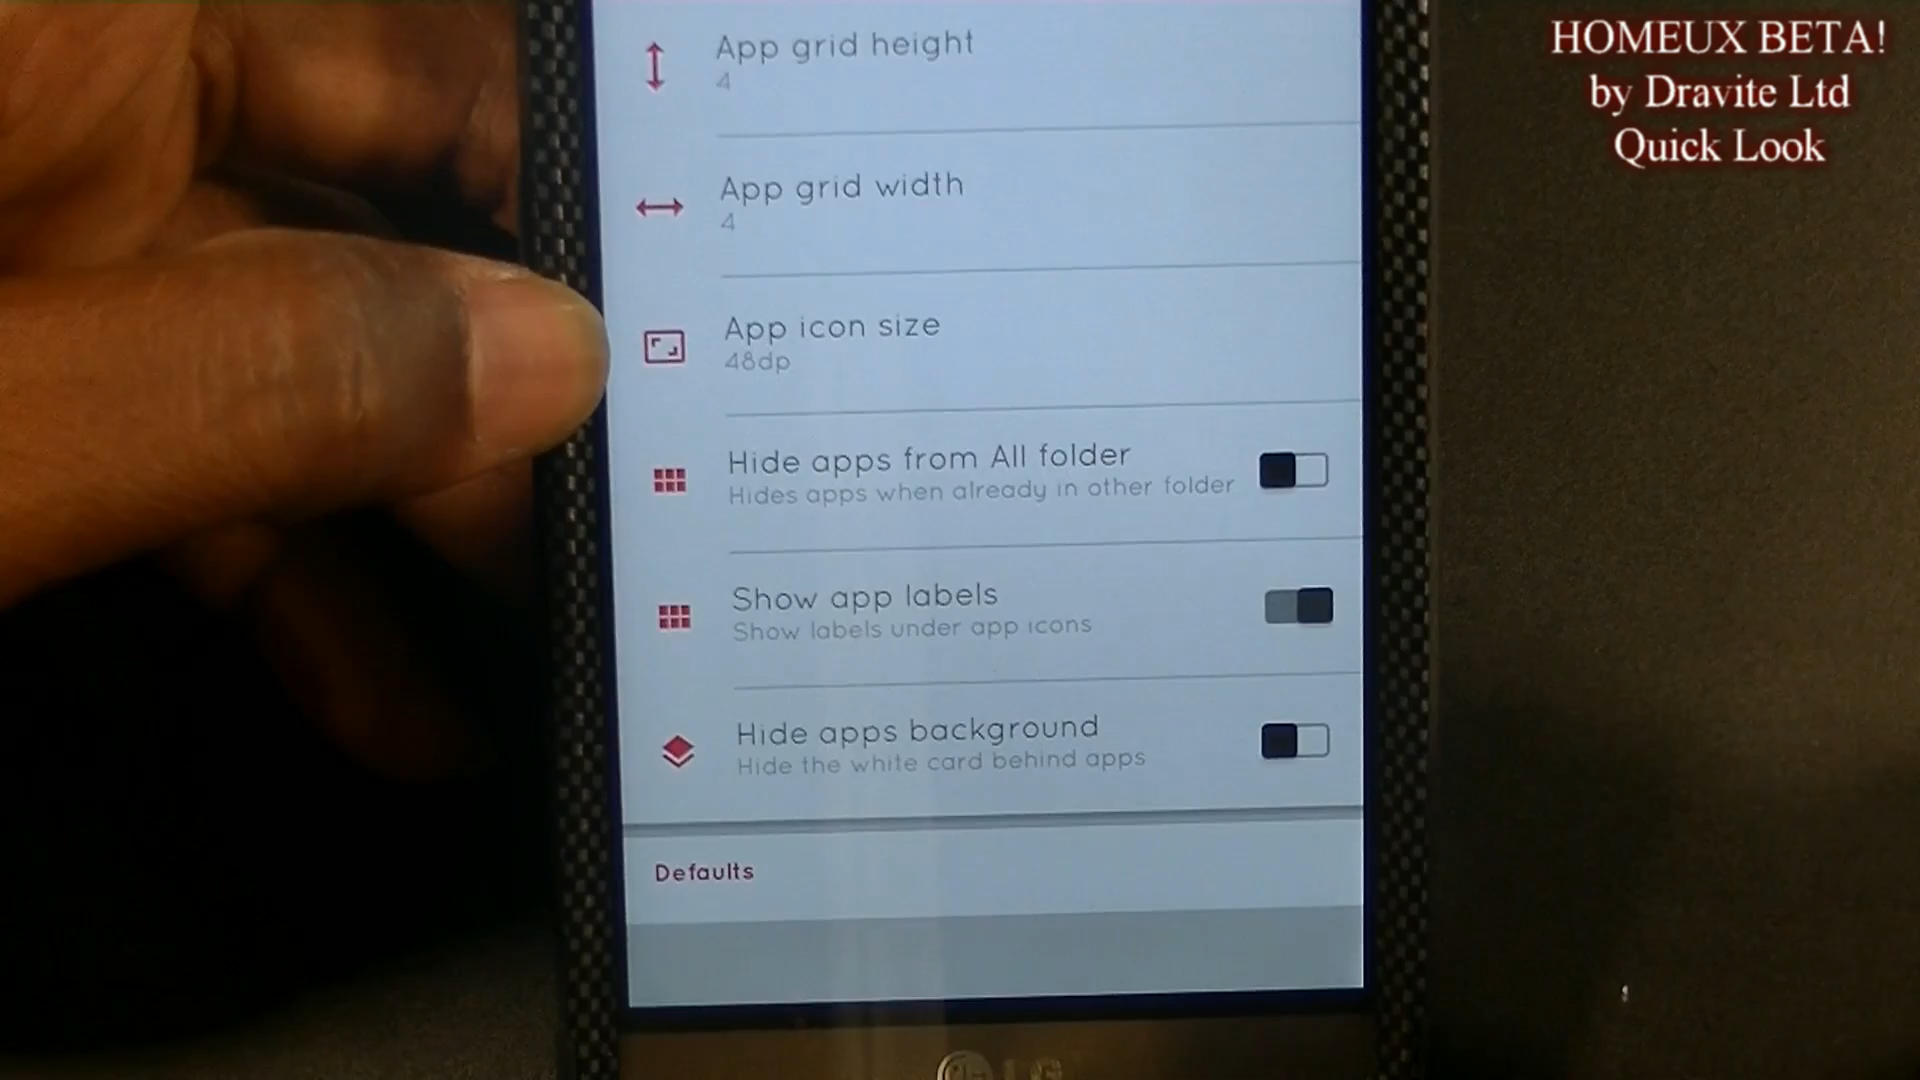 HOMEUX BETA!
by Dravite Ltd
Quick Look
App grid height
4
App grid width
4
App icon size
48dp
Hide apps from All folder
Hides apps when already in other folder
Show app labels
Show labels under app icons
Hide apps background
Hide the white card behind apps
Defaults
LG